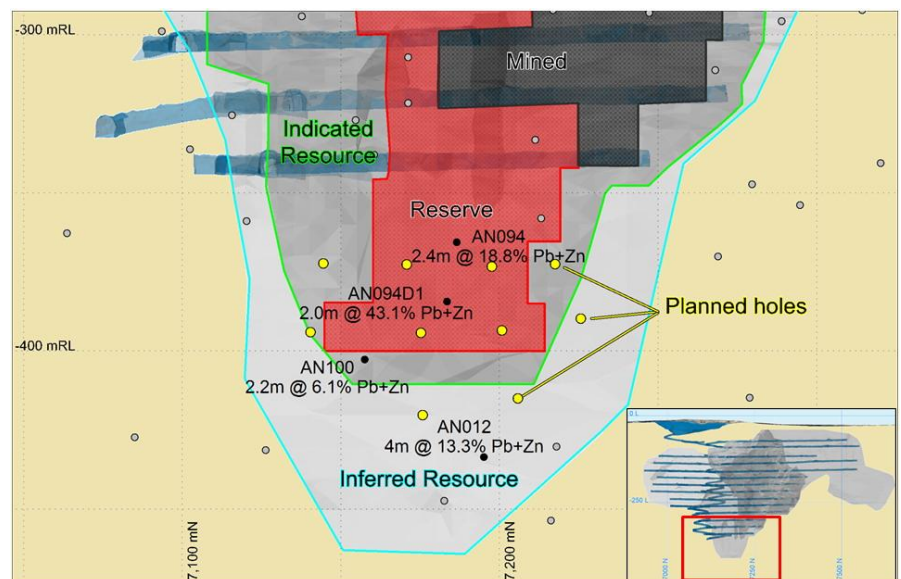 -300 mRL
Mined
Indicated
Resource
Reserve
AN094
2.4m @ 18.8% Pb+Zn
AN094D1
2.0m @ 43.1% Pb+Zn
Planned holes
-400 mRL
AN100
2.2m @ 6.1% Pb+Zn
AN012
4m @ 13.3% Pb+Zn
Inferred Resource
7,100 mN
7,200 mN
0 L
-250 L
7250 N